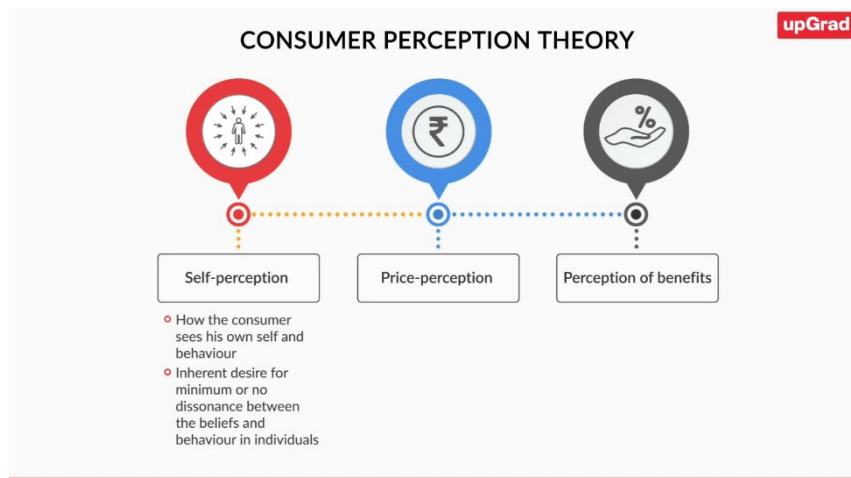 upGrad
CONSUMER PERCEPTION THEORY
₹
%
Self-perception
Price-perception
Perception of benefits
How the consumer
sees his own self and
behaviour
Inherent desire for
minimum or no
dissonance between
the beliefs and
behaviour in individuals